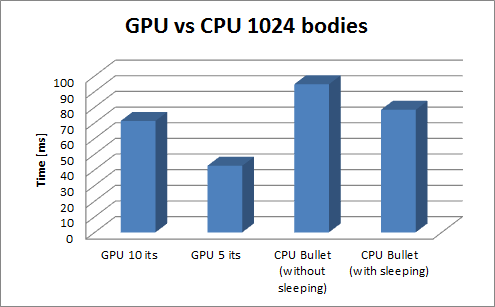 GPU vs CPU 1024 bodies
Time [ms]
100
90
80
70
60
50
40
30
20
10
0
GPU 10 its
GPU 5 its
CPU Bullet
(without
sleeping)
CPU Bullet
(with sleeping)